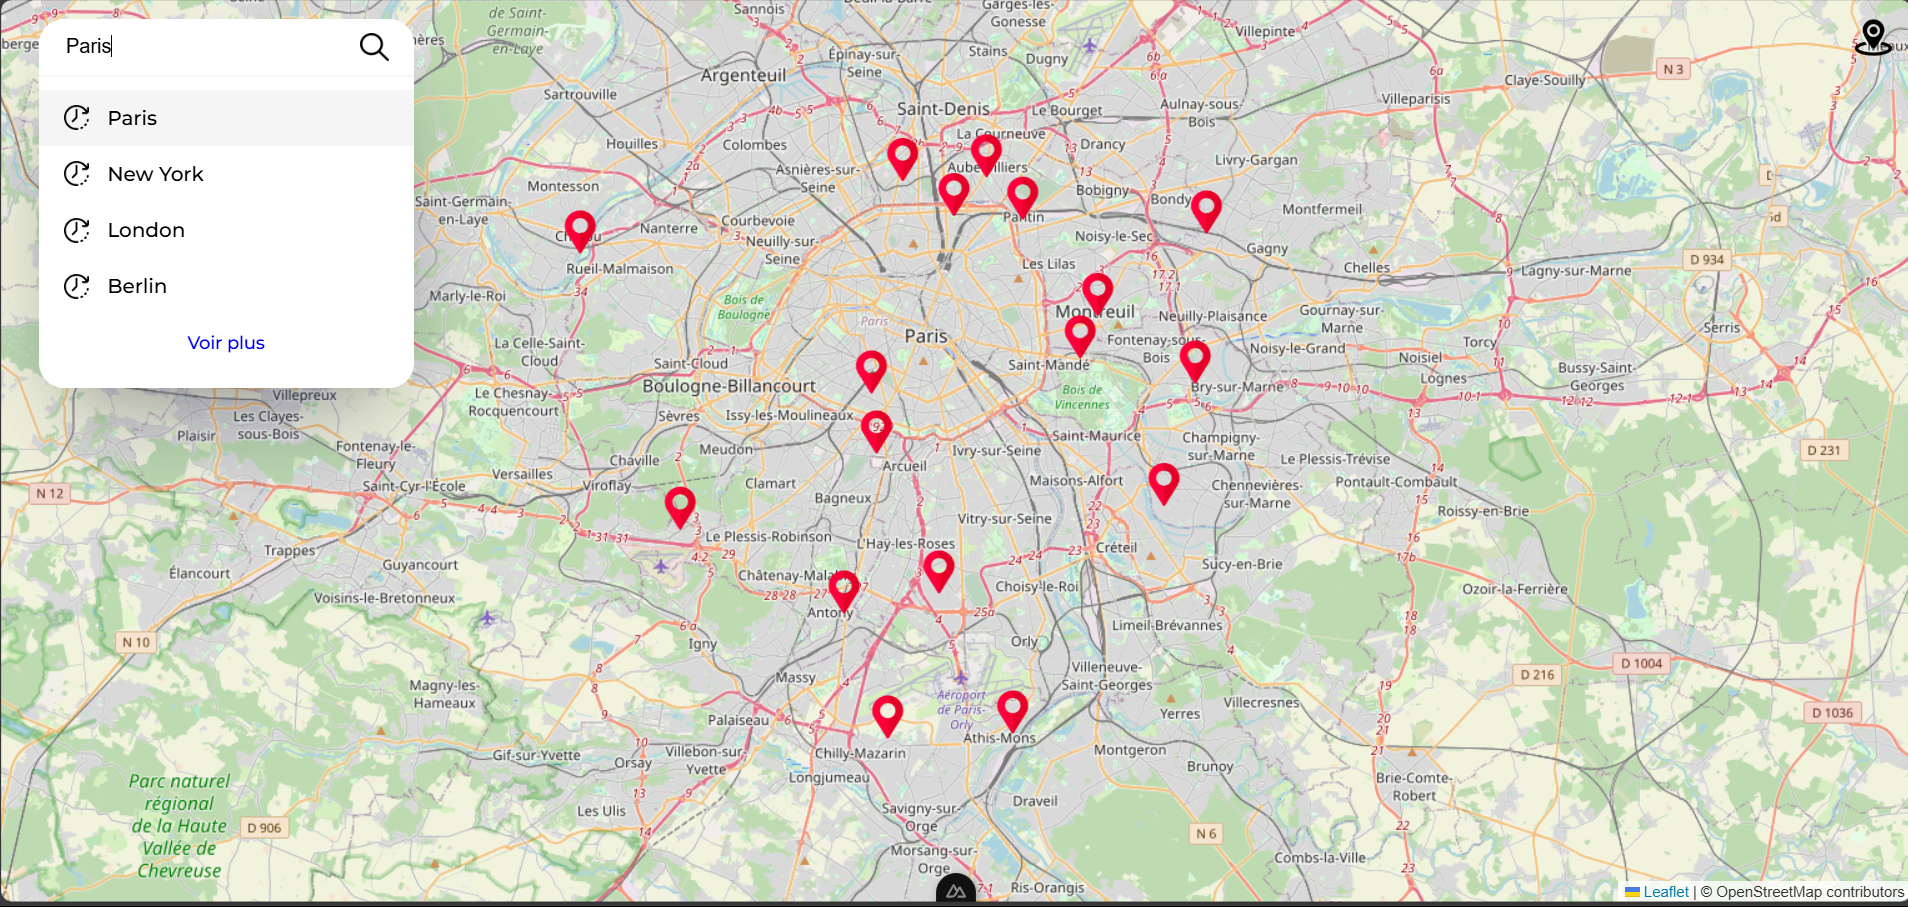 Paris
Paris
New York
London
Berlin
Voir plus
de Saint-
Germain-
en-Laye
Sannois
Garges-lès-
Gonesse
Villepinte
Épinay-sur-
Seine
Stains
Dugny
Argenteuil
Sartrouville
Saint-Denis
Le Bourget
Aulnay-sous-
Bois
Villeparisis
Claye-Souilly
N 3
La Courneuve
Houilles
Colombes
Drancy
Livry-Gargan
Asnières-sur-
Seine
Bobigny
Bondy
Montfermeil
Montesson
Saint-Germain-
en-Laye
Courbevoie
Nanterre
Neuilly-sur-
Seine
Pantin
Noisy-le-Sec
Gagny
Rueil-Malmaison
Les Lilas
Chelles
Lagny-sur-Marne
D 934
Marly-le-Roi
Bois de
Boulogne
Paris
Paris
Montreuil
Neuilly-Plaisance
Gournay-sur-
Marne
Serris
La Celle-Saint-
Cloud
Saint-Cloud
Saint-Mandé
Fontenay-sous-
Bois
Noisy-le-Grand
Noisiel
Torcy
Lognes
Bussy-Saint-
Georges
Boulogne-Billancourt
Bois de
Vincennes
Bry-sur-Marne
Villepreux
Le Chesnay-
Rocquencourt
Sèvres
Issy-les-Moulineaux
Les Clayes-
sous-Bois
Plaisir
Fontenay-le-
Fleury
Chaville
Meudon
Arcueil
Ivry-sur-Seine
Saint-Maurice
Champigny-
sur-Marne
Le Plessis-Trévise
D 231
N 12
Saint-Cyr-l'École
Versailles
Viroflay
Clamart
Bagneux
Maisons-Alfort
Chennevières-
sur-Marne
Pontault-Combault
Roissy-en-Brie
Vitry-sur-Seine
Trappes
Le Plessis-Robinson
L'Haÿ-les-Roses
Créteil
Sucy-en-Brie
Élancourt
Guyancourt
Voisins-le-Bretonneux
Choisy-le-Roi
Ozoir-la-Ferrière
Antony
Limeil-Brévannes
N 10
Igny
Orly
Massy
Villeneuve-
Saint-Georges
D 1004
D 216
Magny-les-
Hameaux
Aéroport
de Paris-
Orly
Villecresnes
Yerres
D 1036
Palaiseau
Athis-Mons
Gif-sur-Yvette
Orsay
Villebon-sur-
Yvette
Chilly-Mazarin
Longjumeau
Montgeron
Brunoy
Brie-Comte-
Robert
Parc naturel
régional
de la Haute
Vallée de
Chevreuse
D 906
Les Ulis
Savigny-sur-
Orge
Draveil
N 6
Morsang-sur-
Orge
Ris-Orangis
Combs-la-Ville
Leaflet | © OpenStreetMap contributors